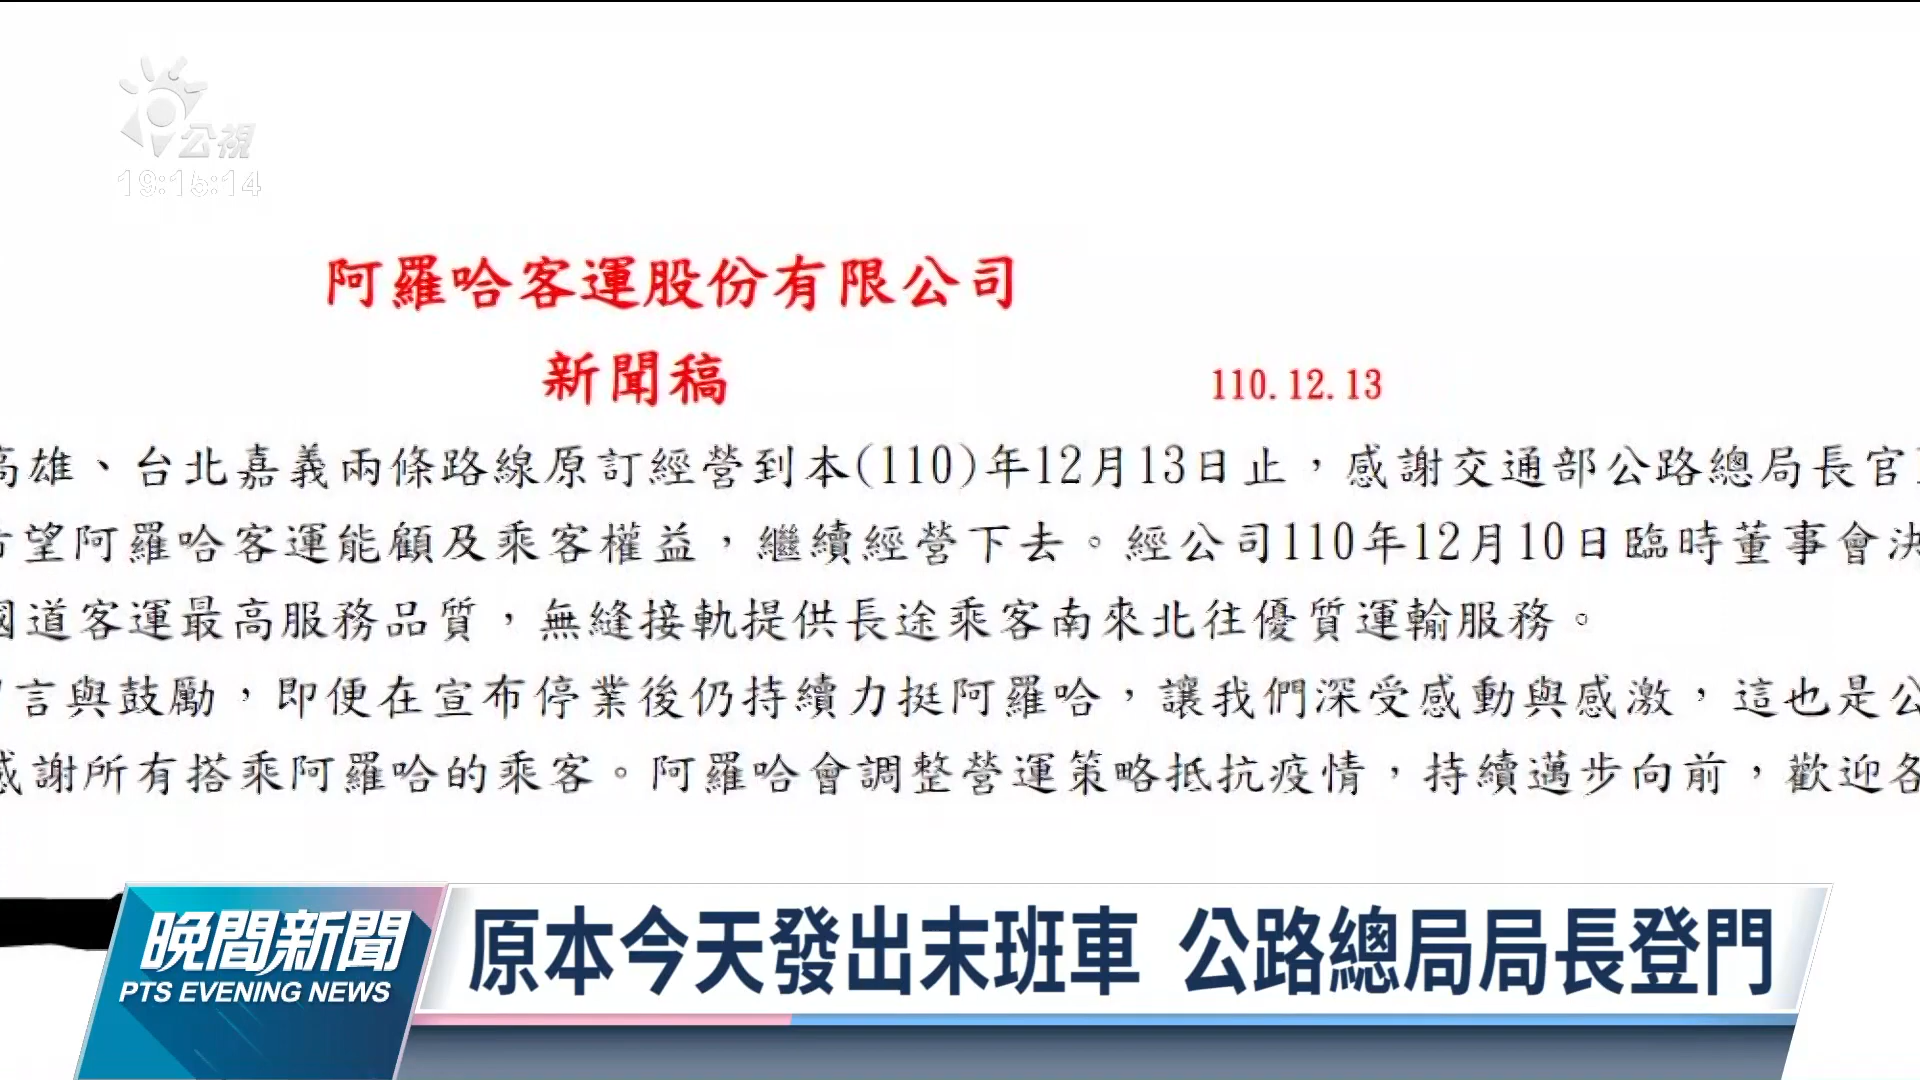 公視
19:15:14
阿羅哈客運股份有限公司
新聞稿
110.12.13
高雄、台北嘉義兩條路線原訂經營到本(110)年12月13日止，感謝交通部公路總局長官
希望阿羅哈客運能顧及乘客權益，繼續經營下去。經公司110年12月10日臨時董事會決
國道客運最高服務品質，無縫接軌提供長途乘客南來北往優質運輸服務。
言與鼓勵，即便在宣布停業後仍持續力挺阿羅哈，讓我們深受感動與感激，這也是公
感謝所有搭乘阿羅哈的乘客。阿羅哈會調整營運策略抵抗疫情，持續邁步向前，歡迎各
晚間新聞
PTS EVENING NEWS
原本今天發出末班車 公路總局局長登門